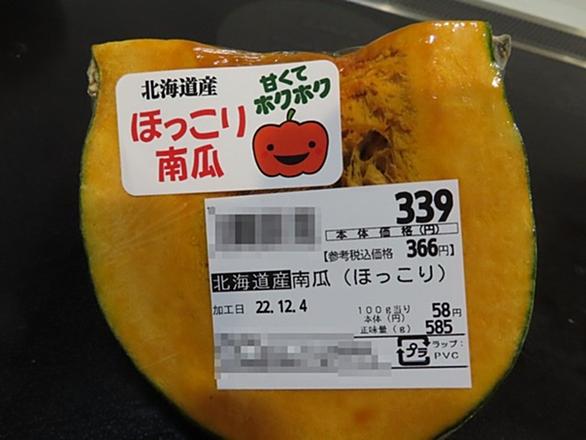 北海道産
ほっこり
南瓜
甘くて
ホクホク
339
本体価格(円)
【参考税込価格 366円】
北海道産南瓜(ほっこり)
加工日 22.12.4
100g当り
本体(円) 58円
正味量(g) 585
プラ
ラップ:
PVC